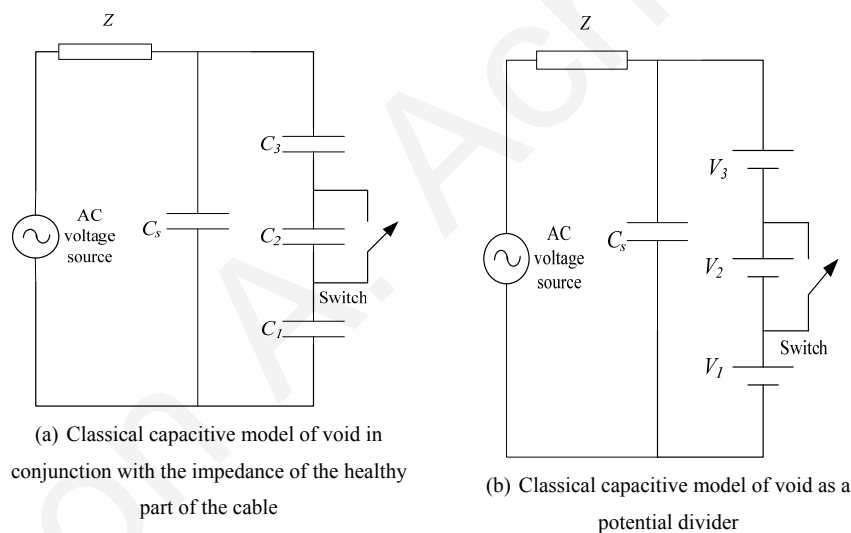 Z
C3
AC
voltage
source
Cs
C2
Switch
C1
(a) Classical capacitive model of void in
conjunction with the impedance of the healthy
part of the cable
Z
V3
AC
voltage
source
Cs
V2
Switch
V1
(b) Classical capacitive model of void as a
potential divider